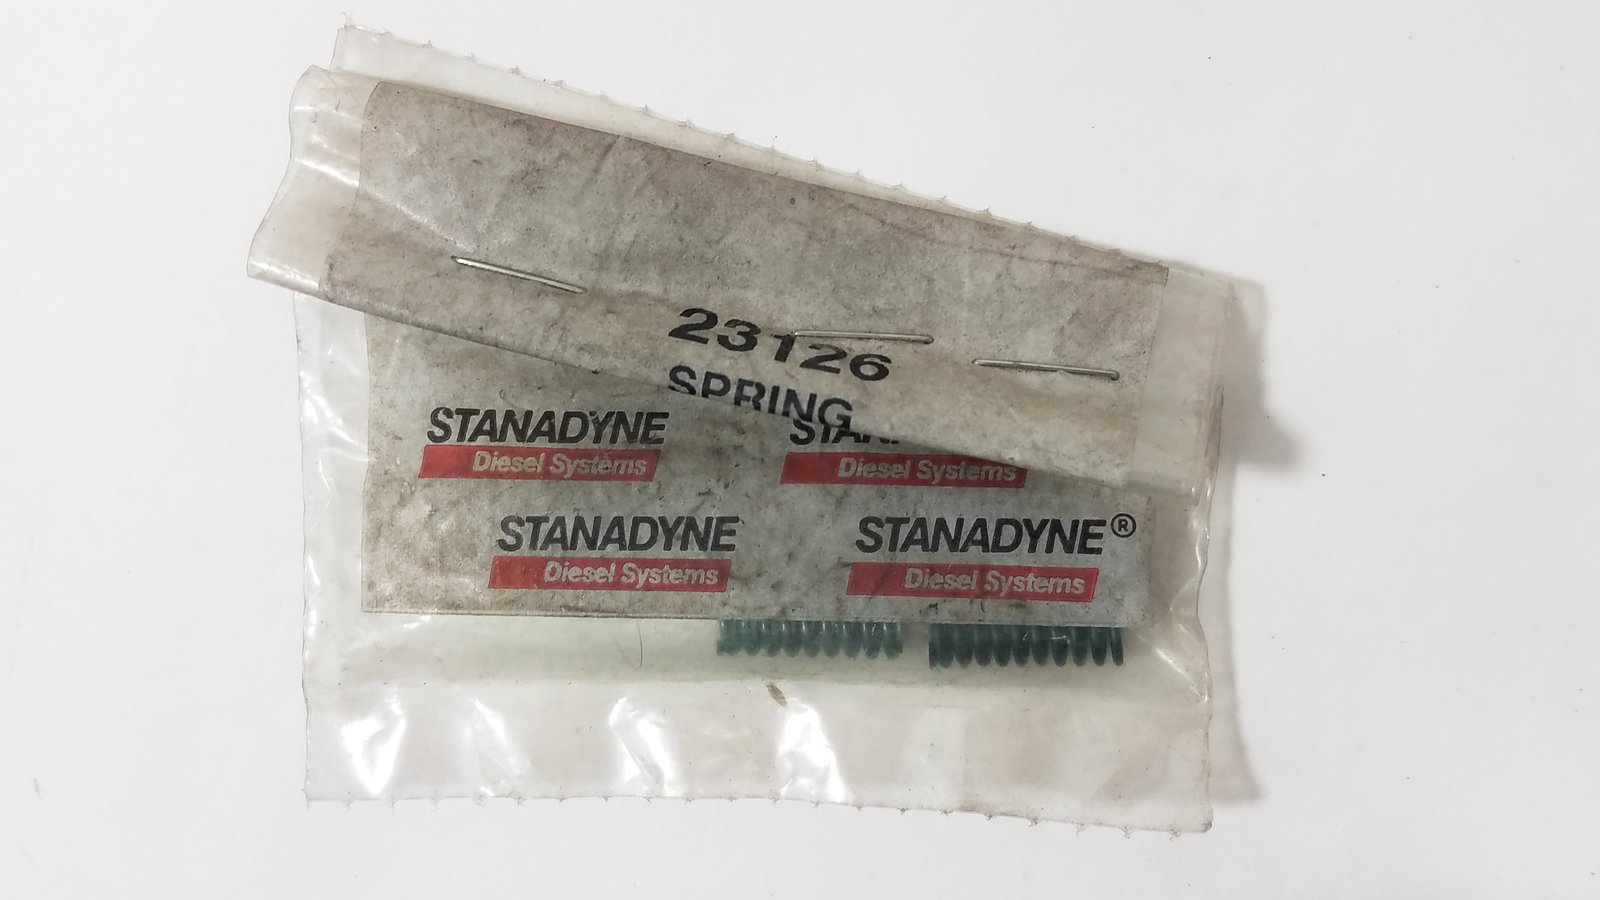 23126
SPRING
STANADYNE
Diesel Systems
Diesel Systems
STANADYNE
Diesel Systems
STANADYNE®
Diesel Systems